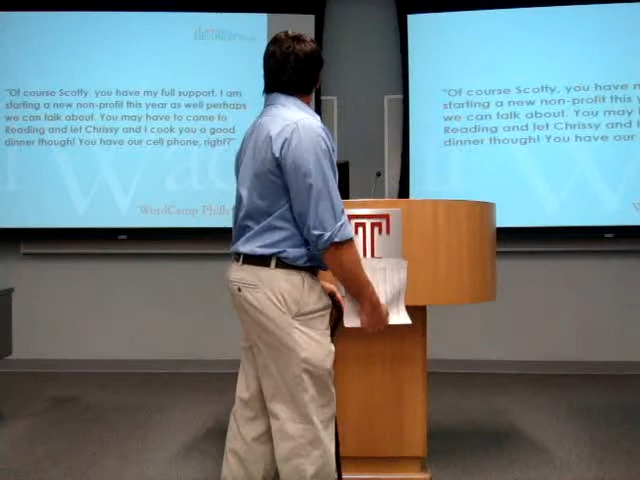 "Of course Scotty, you have my full support. I am
starting a new non-profit this year as well perhaps
we can talk about. You may have to come to
Reading and let Chrissy and I cook you a good
dinner though! You have our cell phone, right?"
WordCamp Philly
"Of course Scotty, you have m
starting a new non-profit this y
we can talk about. You may
Reading and let Chrissy and I
dinner though! You have our
W
T